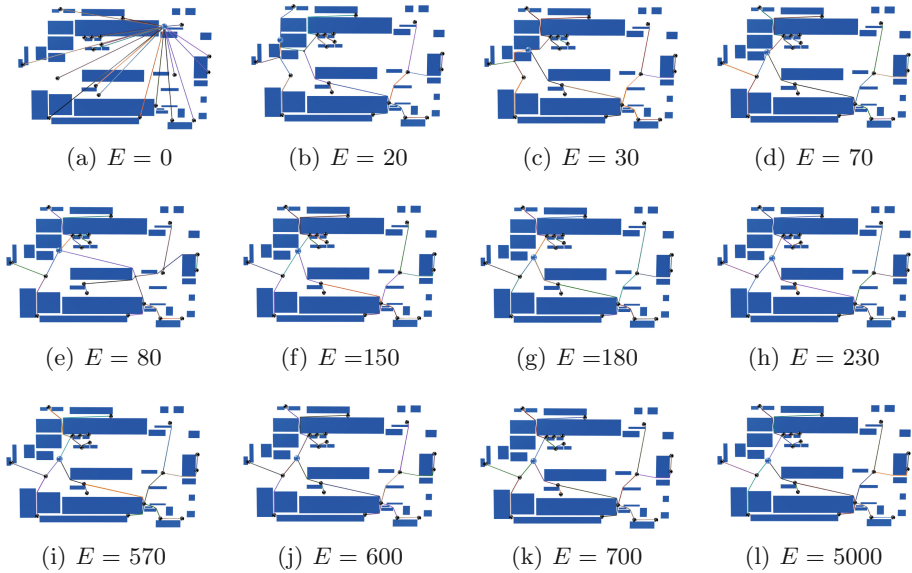 (a) E = 0
(b) E = 20
(c) E = 30
(d) E = 70
(e) E = 80
(f) E =150
(g) E =180
(h) E = 230
(i) E = 570
(j) E = 600
(k) E = 700
(l) E = 5000